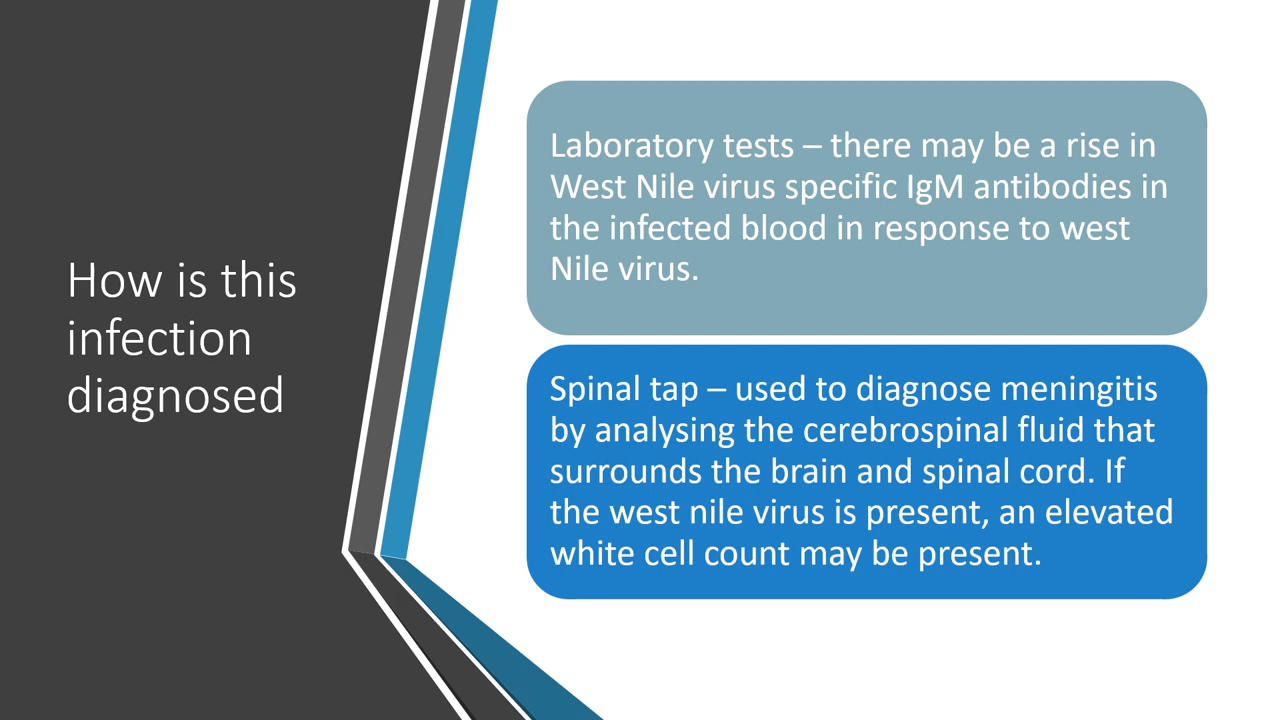 How is this
infection
diagnosed
Laboratory tests – there may be a rise in
West Nile virus specific IgM antibodies in
the infected blood in response to west
Nile virus.
Spinal tap – used to diagnose meningitis
by analysing the cerebrospinal fluid that
surrounds the brain and spinal cord. If
the west nile virus is present, an elevated
white cell count may be present.